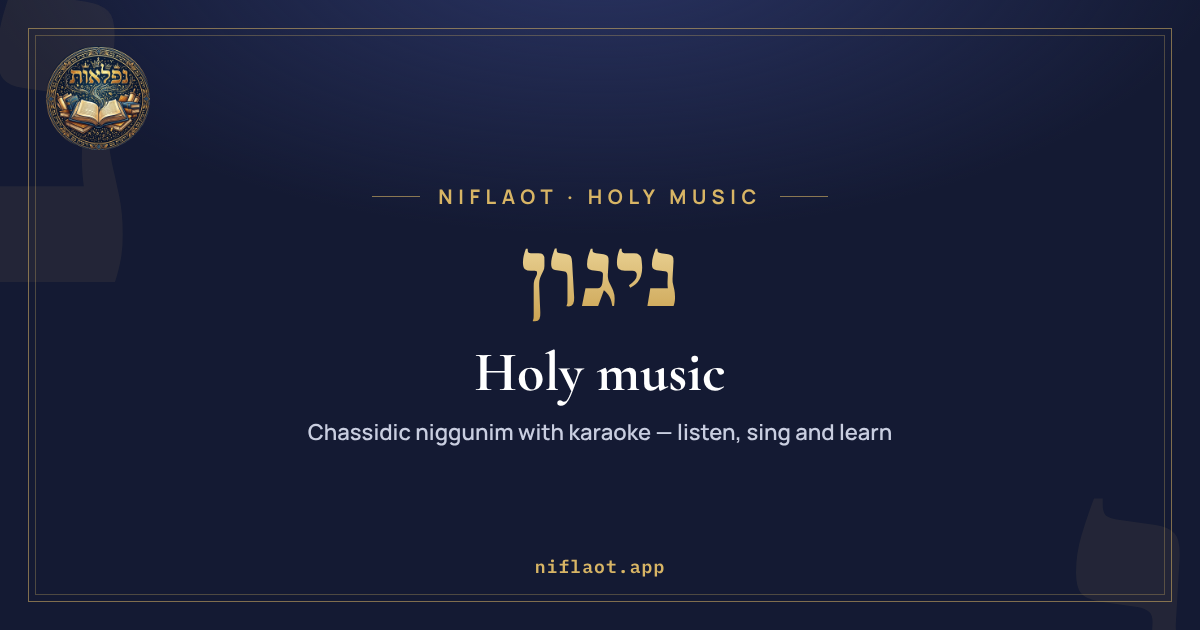 נפלאות
NIFLAOT · HOLY MUSIC
ניגון
Holy music
Chassidic niggunim with karaoke — listen, sing and learn
niflaot.app